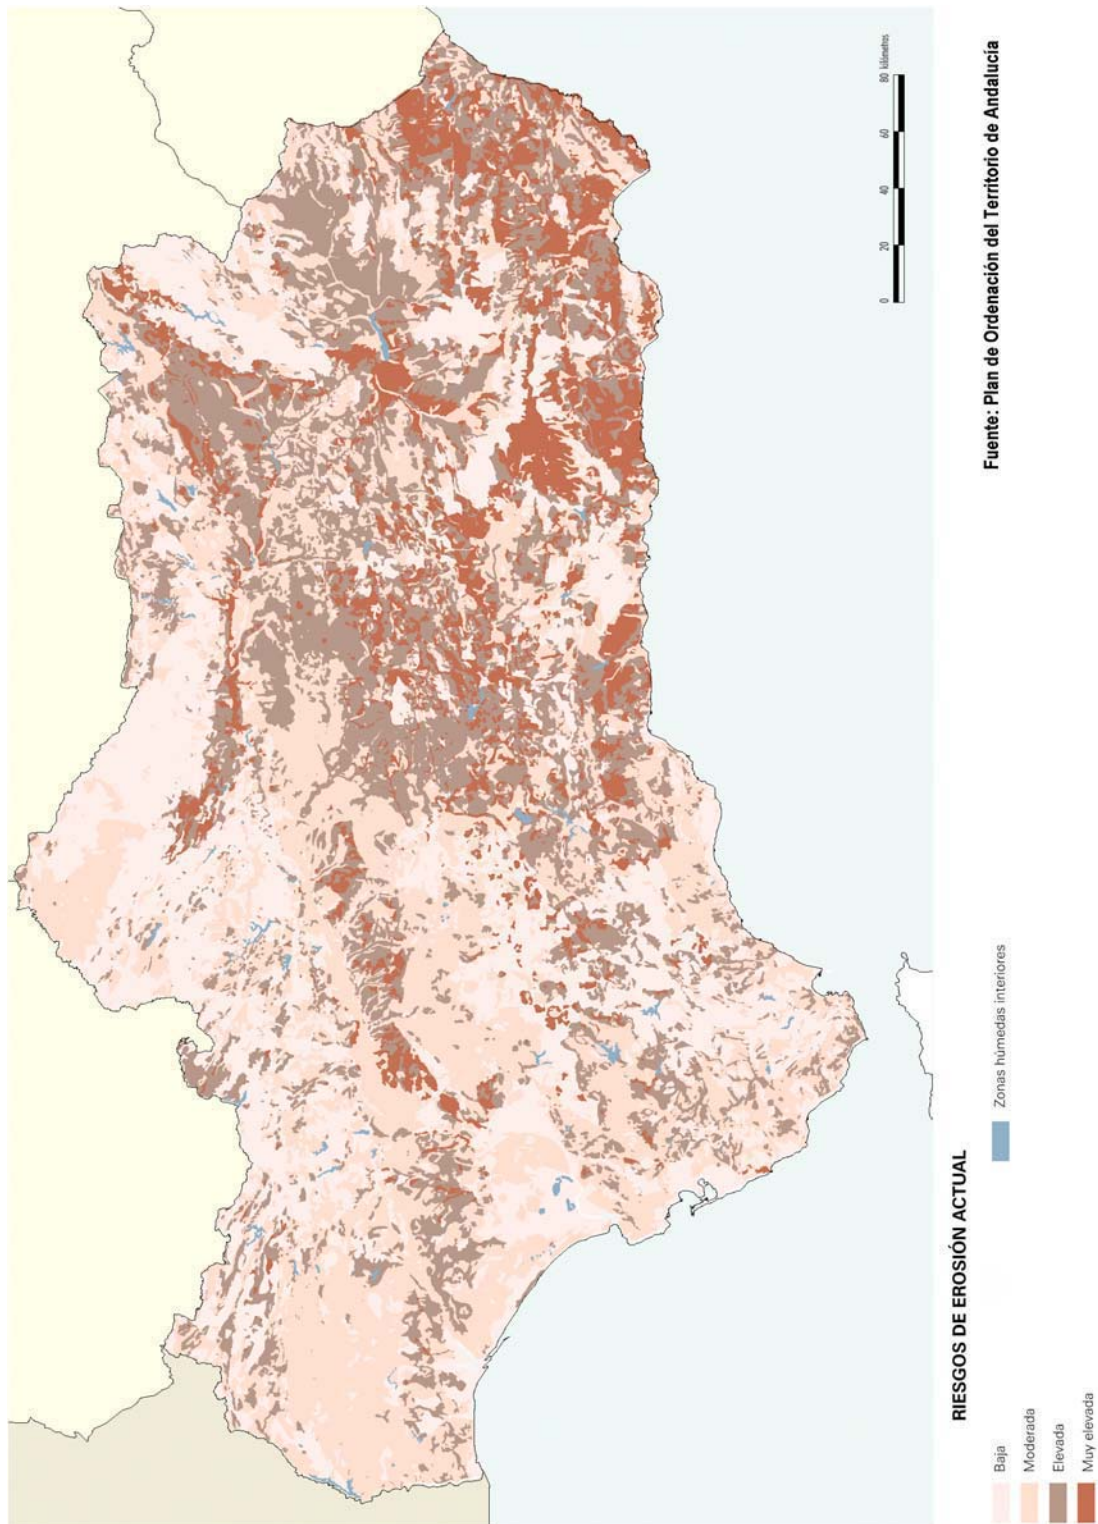 0 20 40 60 80 kilómetros
RIESGOS DE EROSIÓN ACTUAL
Baja
Moderada
Elevada
Muy elevada
Zonas húmedas interiores
Fuente: Plan de Ordenación del Territorio de Andalucía